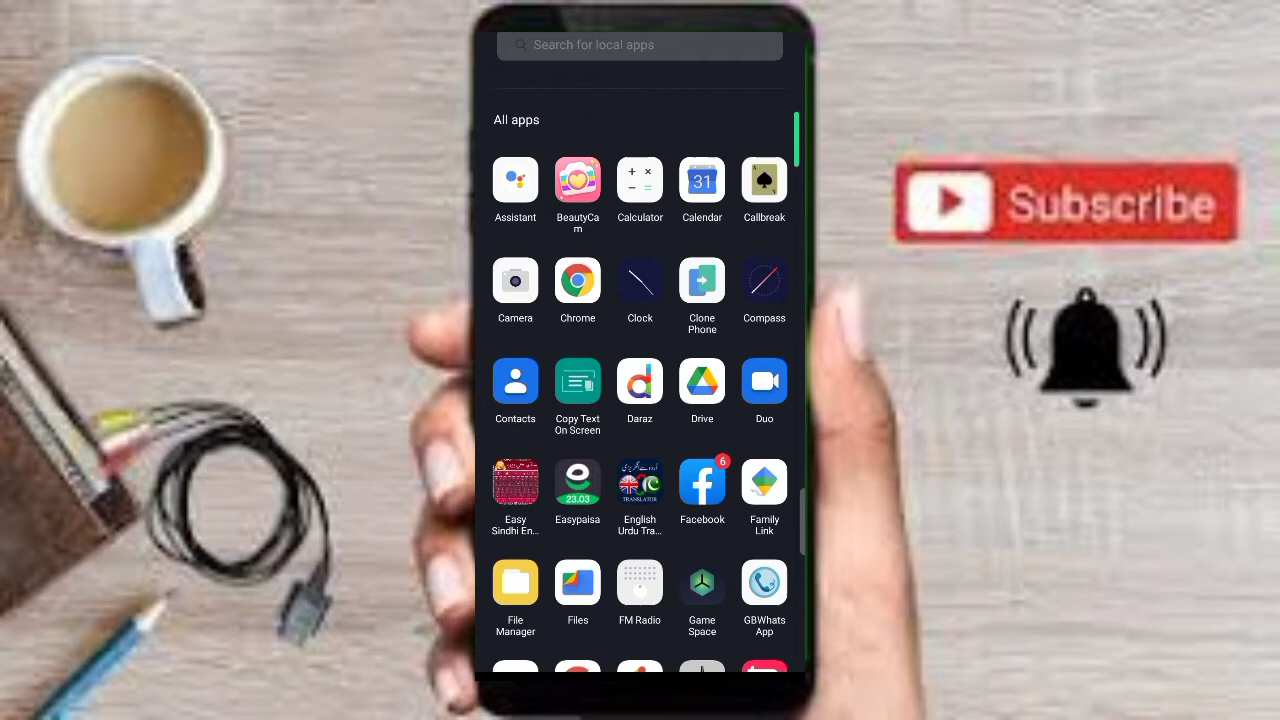 Search for local apps
All apps
31
Assistant
BeautyCa
m
Calculator
Calendar
Callbreak
Subscribe
Camera
Chrome
Clock
Clone
Phone
Compass
Contacts
Copy Text
On Screen
Daraz
Drive
Duo
6
23.03
TRANSLATOR
Easy
Sindhi En...
Easypaisa
English
Urdu Tra...
Facebook
Family
Link
File
Manager
Files
FM Radio
Game
Space
GBWhats
App